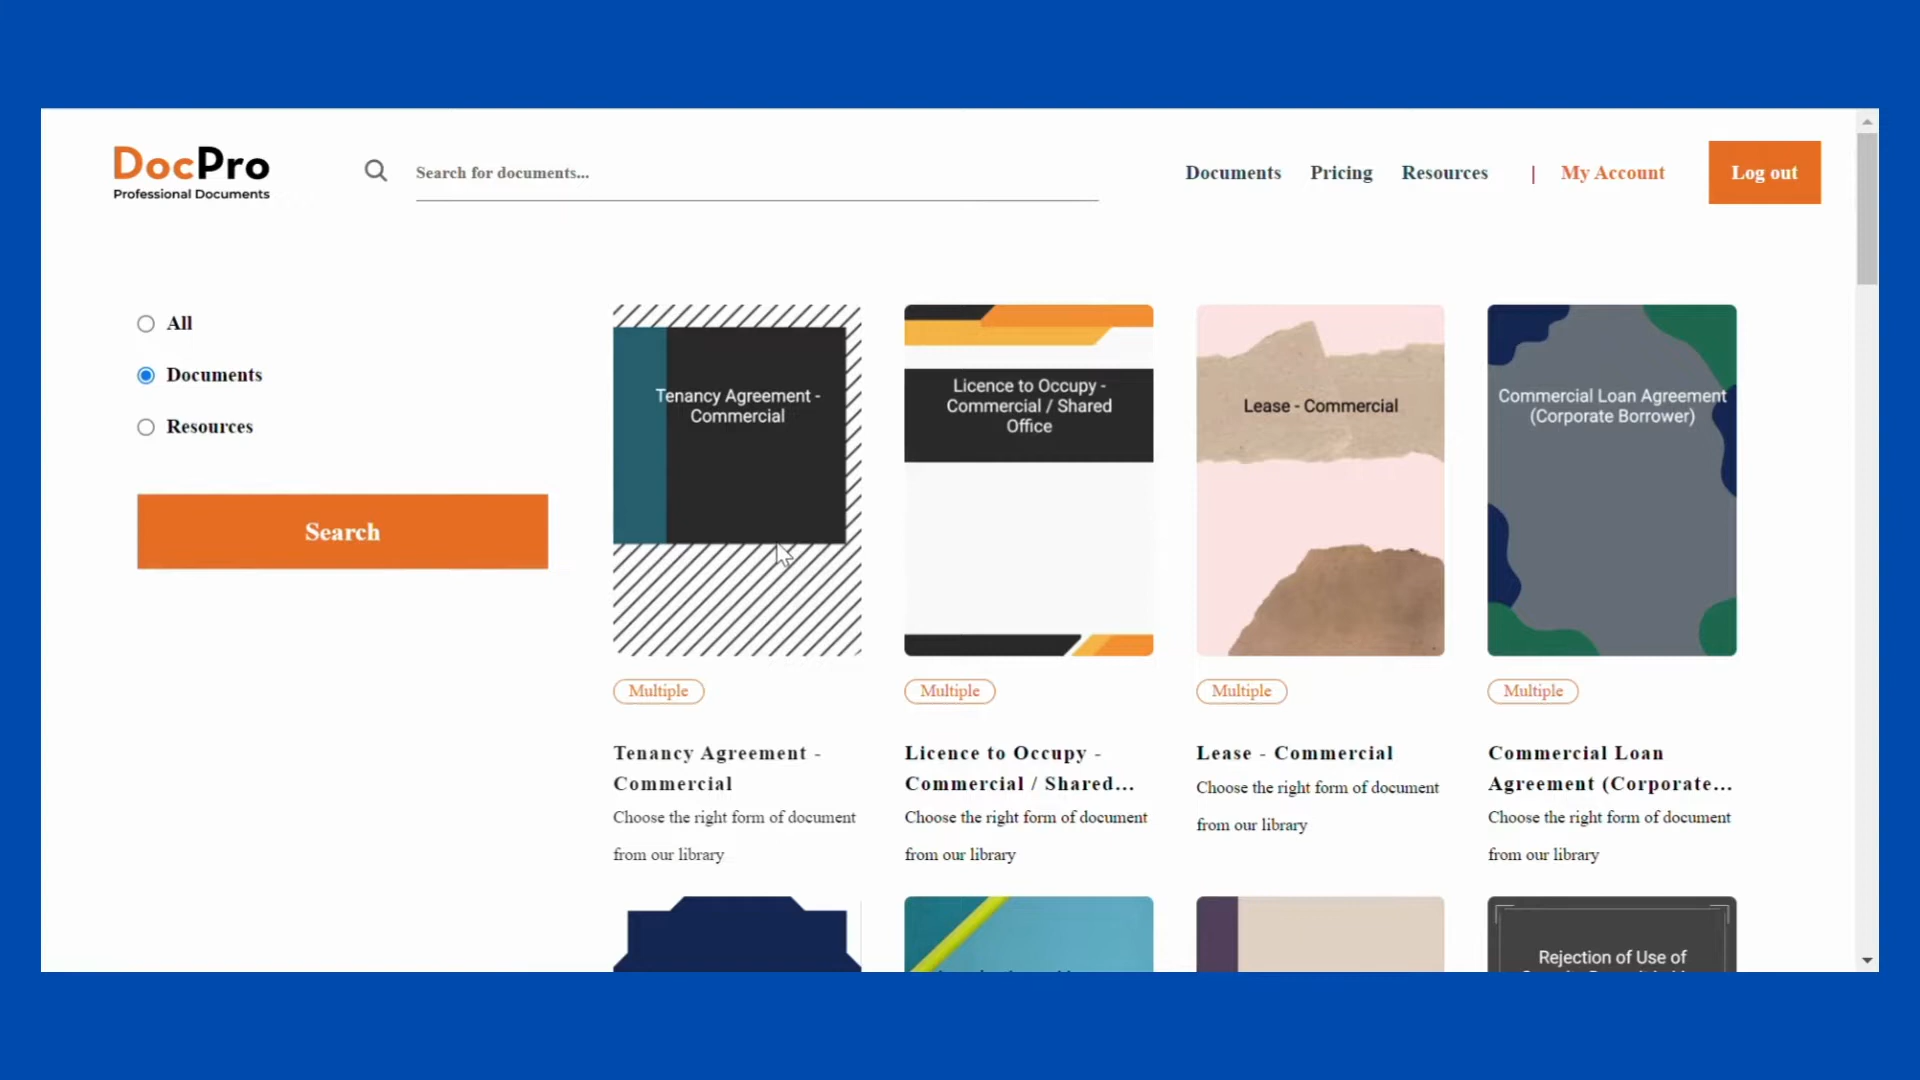 DocPro
Professional Documents
Search for documents...
Documents
Pricing
Resources
|
My Account
Log out
All
Documents
Resources
Search
Tenancy Agreement -
Commercial
Licence to Occupy -
Commercial / Shared
Office
Lease - Commercial
Commercial Loan Agreement
(Corporate Borrower)
Multiple
Multiple
Multiple
Multiple
Tenancy Agreement -
Commercial
Choose the right form of document
from our library
Licence to Occupy -
Commercial / Shared...
Choose the right form of document
from our library
Lease - Commercial
Choose the right form of document
from our library
Commercial Loan
Agreement (Corporate...
Choose the right form of document
from our library
Rejection of Use of